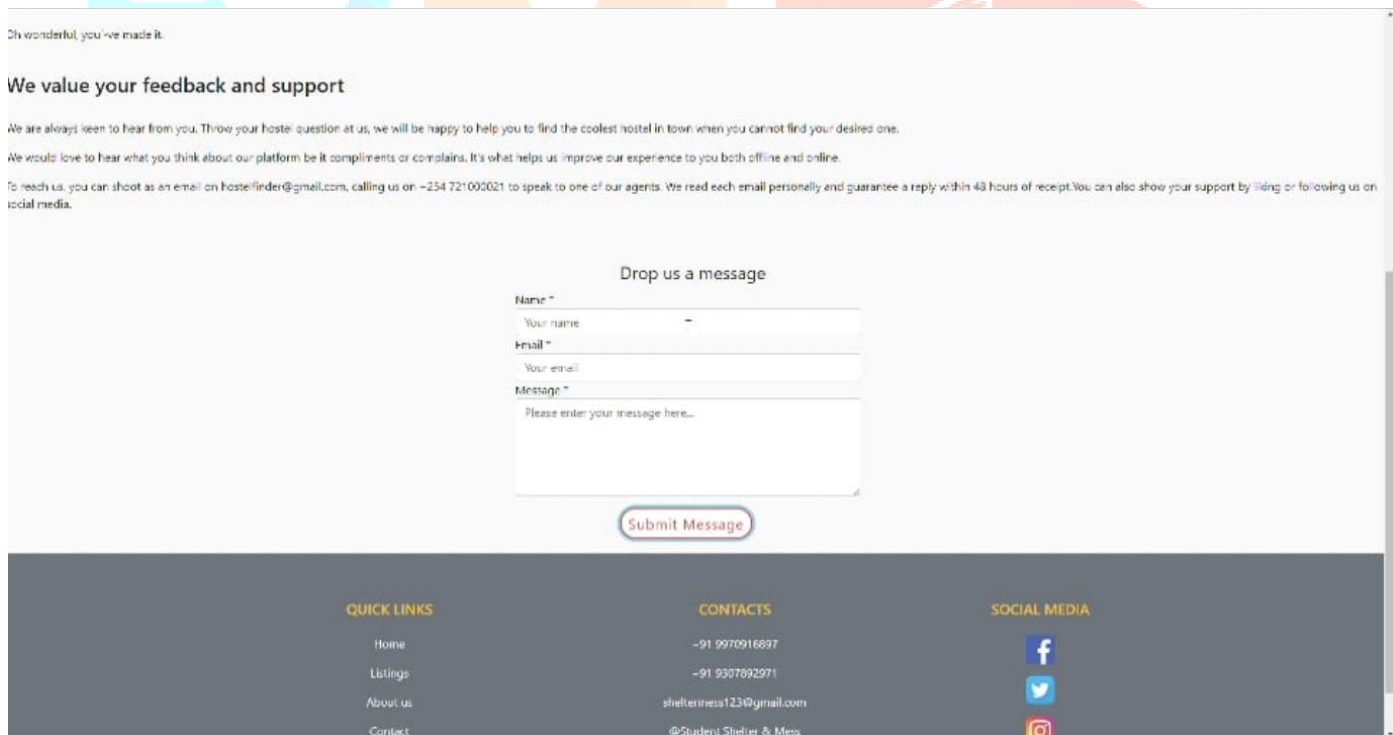 Oh wonderful, you've made it.
We value your feedback and support
We are always keen to hear from you. Throw your hostel question at us, we will be happy to help you to find the coolest hostel in town when you cannot find your desired one.
We would love to hear what you think about our platform be it compliments or complains. It's what helps us improve our experience to you both offline and online.
To reach us, you can shoot as an email on hostelfinder@gmail.com, calling us on +254 721000021 to speak to one of our agents. We read each email personally and guarantee a reply within 48 hours of receipt.You can also show your support by liking or following us on
social media.
Drop us a message
Name *
Your name
Email *
Your email
Message *
Please enter your message here...
Submit Message
QUICK LINKS
CONTACTS
SOCIAL MEDIA
Home
+91 9970916897
Listings
+91 9307892971
About us
sheltermess123@gmail.com
Contact
@Student Shelter & Mess